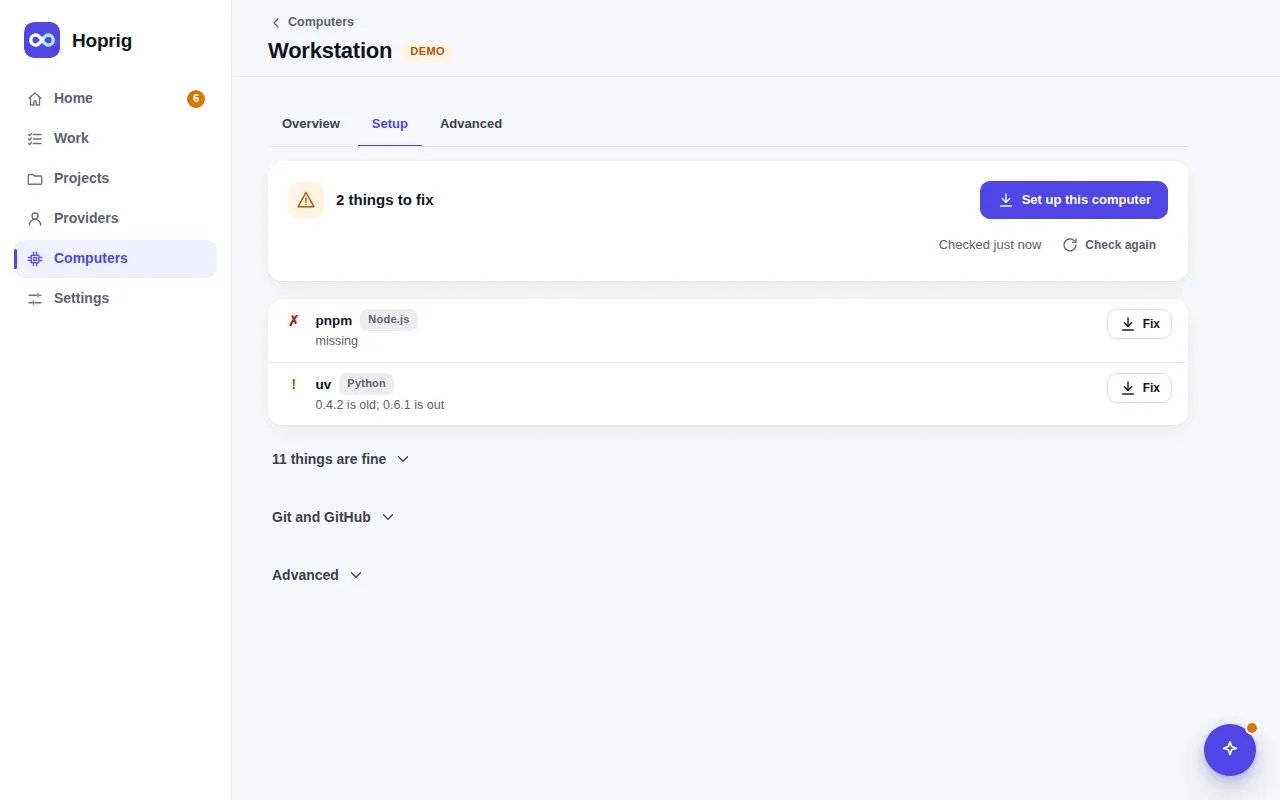 Hoprig
Home
6
Work
Projects
Providers
Computers
Settings
Computers
Workstation
DEMO
Overview
Setup
Advanced
2 things to fix
Set up this computer
Checked just now
Check again
✗ pnpm Node.js
missing
Fix
! uv Python
0.4.2 is old; 0.6.1 is out
Fix
11 things are fine
Git and GitHub
Advanced